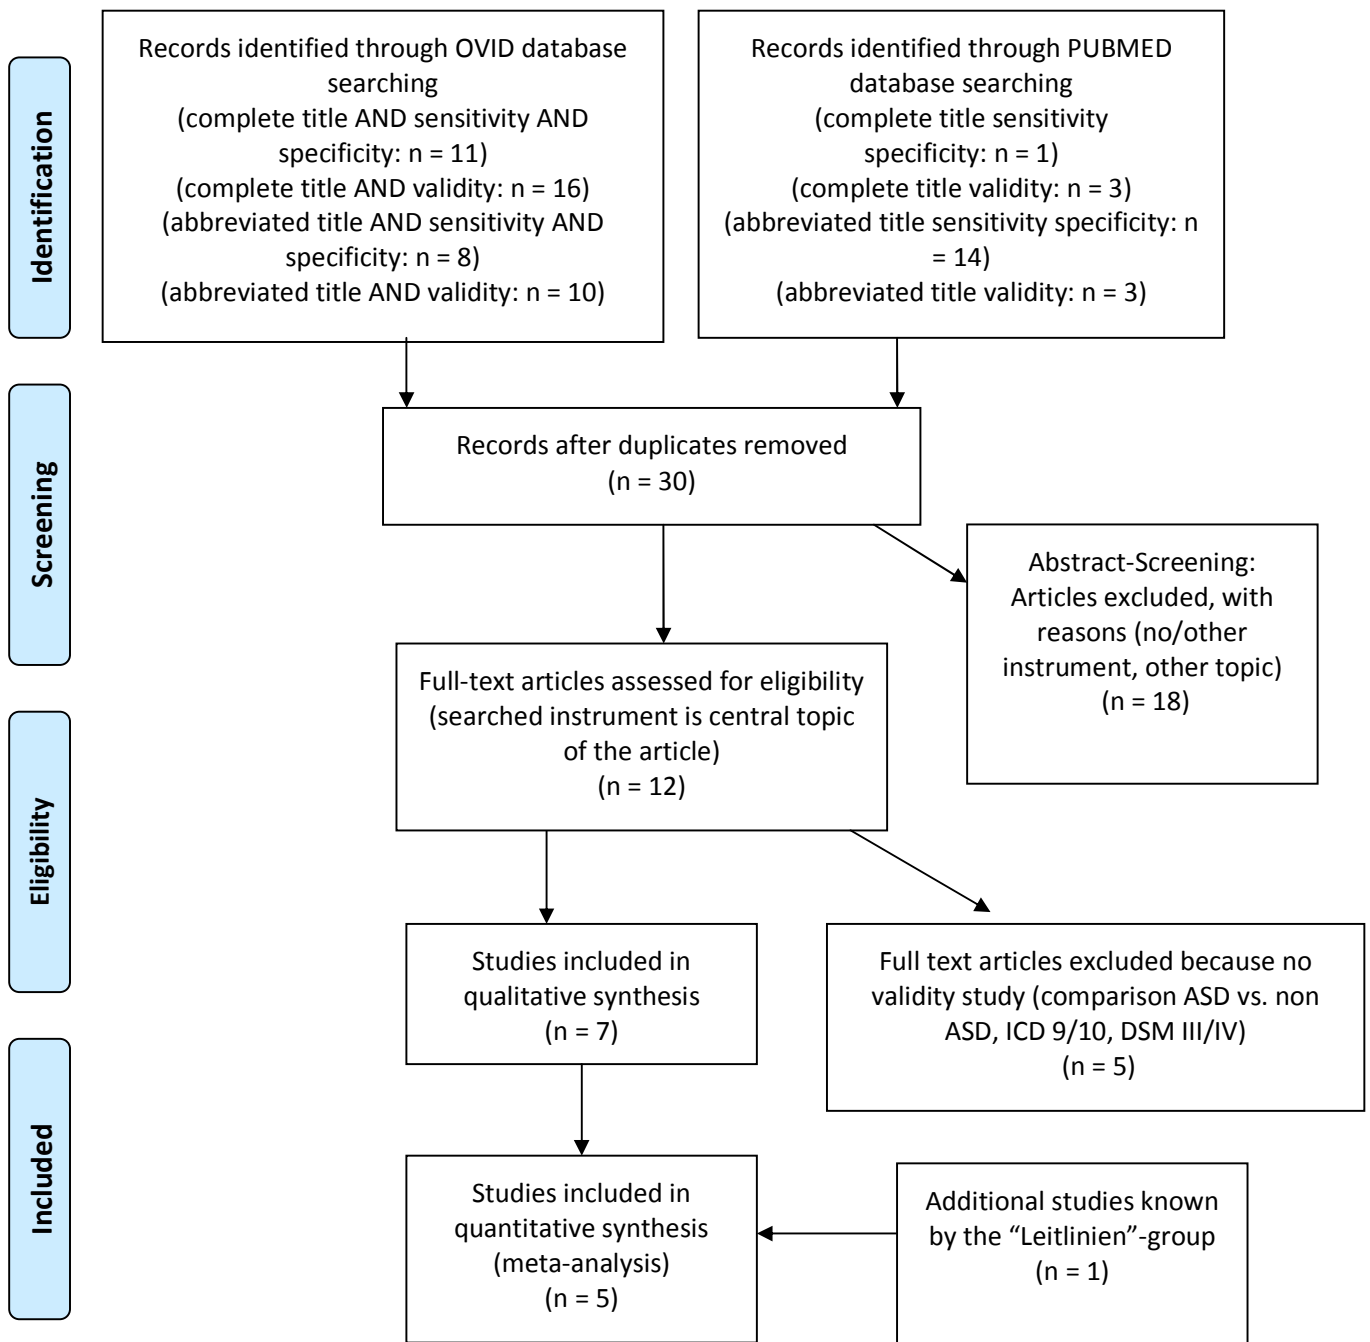 Identification
Records identified through OVID database
searching
(complete title AND sensitivity AND
specificity: n = 11)
(complete title AND validity: n = 16)
(abbreviated title AND sensitivity AND
specificity: n = 8)
(abbreviated title AND validity: n = 10)
Records identified through PUBMED
database searching
(complete title sensitivity
specificity: n = 1)
(complete title validity: n = 3)
(abbreviated title sensitivity specificity: n
= 14)
(abbreviated title validity: n = 3)
Screening
Records after duplicates removed
(n = 30)
Abstract-Screening:
Articles excluded, with
reasons (no/other
instrument, other topic)
(n = 18)
Eligibility
Full-text articles assessed for eligibility
(searched instrument is central topic
of the article)
(n = 12)
Studies included in
qualitative synthesis
(n = 7)
Full text articles excluded because no
validity study (comparison ASD vs. non
ASD, ICD 9/10, DSM III/IV)
(n = 5)
Included
Studies included in
quantitative synthesis
(meta-analysis)
(n = 5)
Additional studies known
by the “Leitlinien”-group
(n = 1)